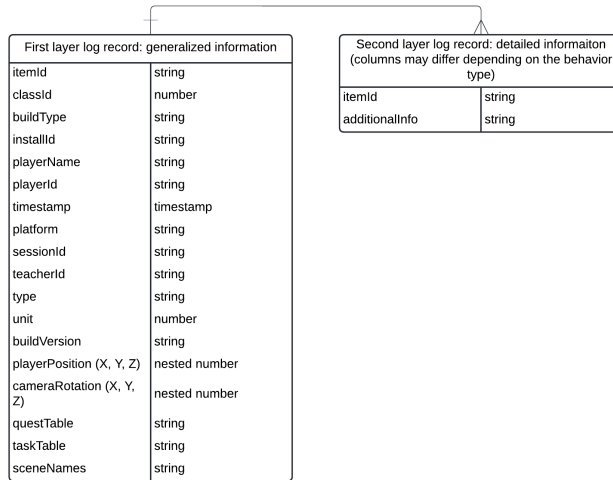 First layer log record: generalized information
itemId string
classId number
buildType string
installId string
playerName string
playerId string
timestamp timestamp
platform string
sessionId string
teacherId string
type string
unit number
buildVersion string
playerPosition (X, Y, Z) nested number
cameraRotation (X, Y,
Z) nested number
questTable string
taskTable string
sceneNames string
Second layer log record: detailed informaiton
(columns may differ depending on the behavior
type)
itemId string
additionalInfo string